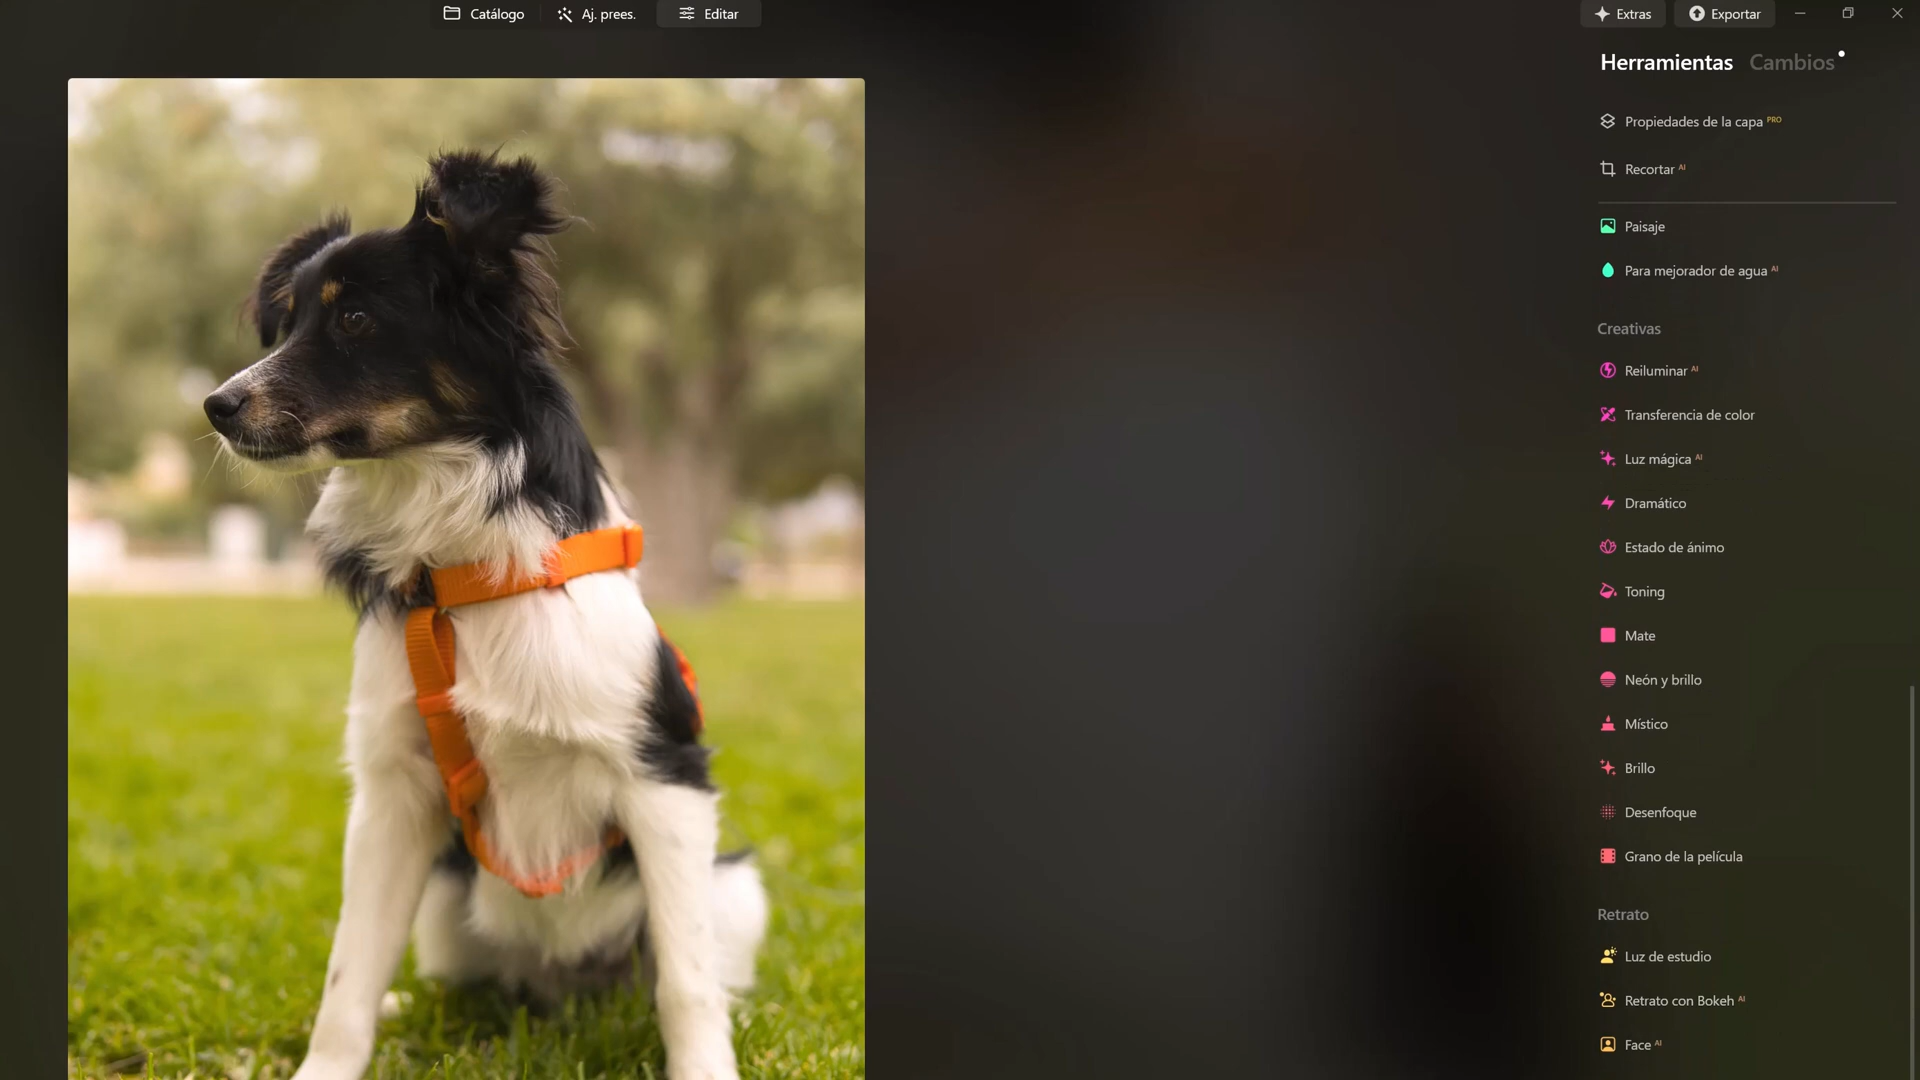 Catálogo
Aj. prees.
Editar
Extras
Exportar
Herramientas Cambios
Propiedades de la capa PRO
Recortar AI
Paisaje
Para mejorador de agua AI
Creativas
Reiluminar AI
Transferencia de color
Luz mágica AI
Dramático
Estado de ánimo
Toning
Mate
Neón y brillo
Místico
Brillo
Desenfoque
Grano de la película
Retrato
Luz de estudio
Retrato con Bokeh AI
Face AI